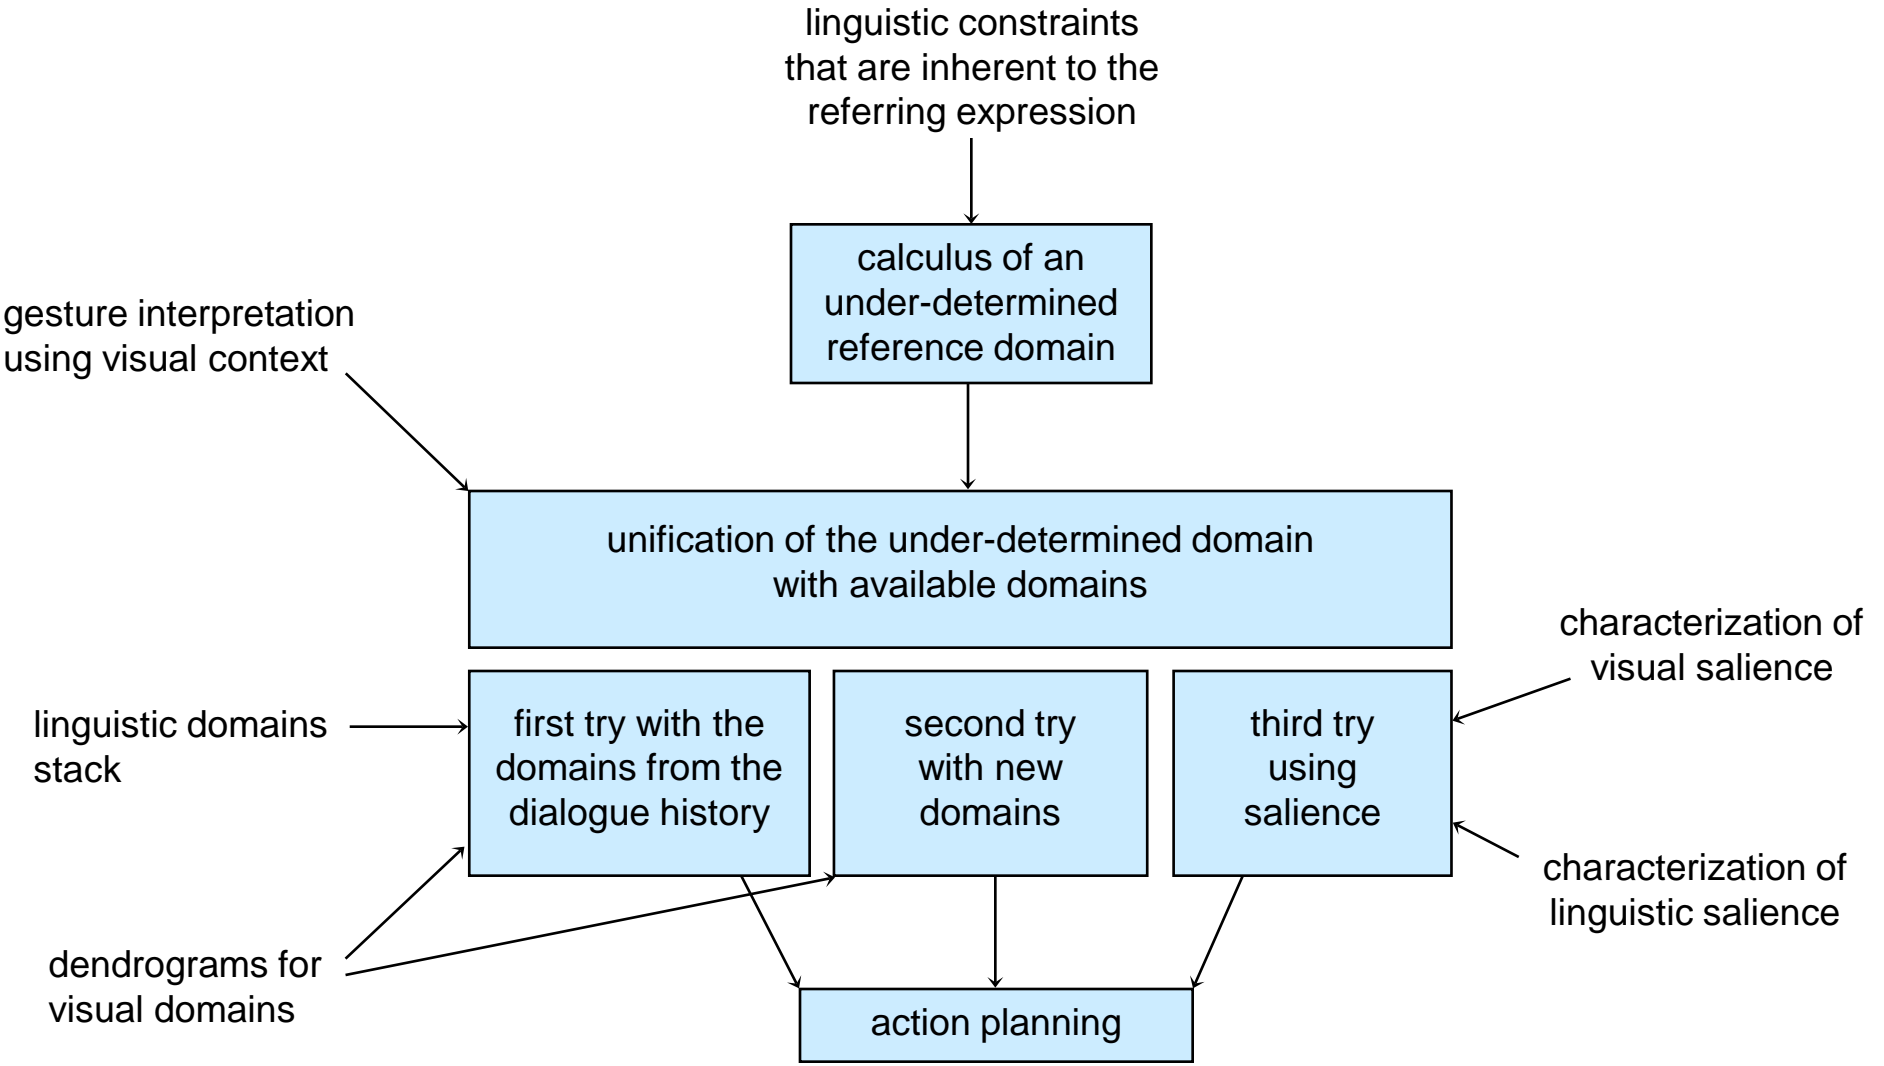 linguistic constraints
that are inherent to the
referring expression
calculus of an
under-determined
reference domain
gesture interpretation
using visual context
unification of the under-determined domain
with available domains
characterization of
visual salience
linguistic domains
stack
first try with the
domains from the
dialogue history
second try
with new
domains
third try
using
salience
characterization of
linguistic salience
dendrograms for
visual domains
action planning